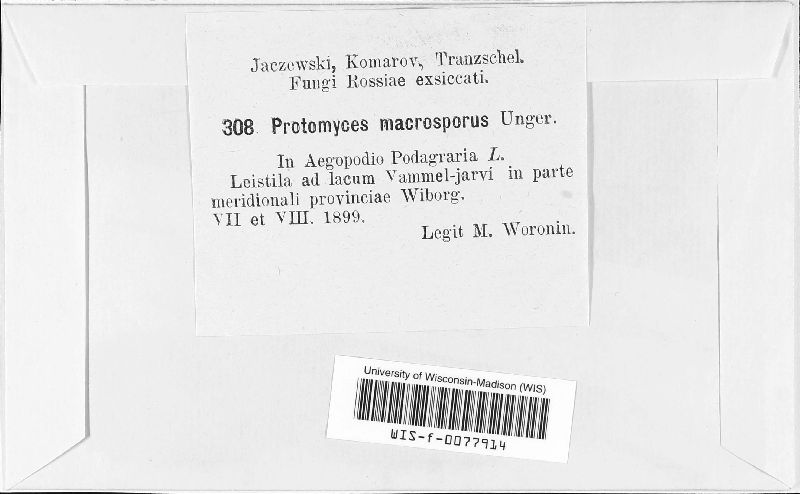 Jaczewski, Komarov, Tranzschel.
Fungi Rossiae exsiccati.
308 Protomyces macrosporus Unger.
In Aegopodio Podagraria L.
Leistila ad lacum Vammel-jarvi in parte
meridionali provinciae Wiborg.
VII et VIII. 1899.
Legit M. Woronin.
University of Wisconsin-Madison (WIS)
WIS-f-0077914